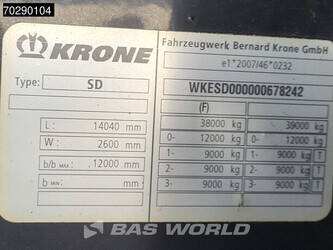 70290104
KRONE
Fahrzeugwerk Bernard Krone GmbH
e1*2007/46*0232
Type: SD
WKESD000000678242
(F)
L: 14040 mm
38000 kg 39000 kg
W: 2600 mm
0- 12000 kg 0- 12000 kg
b/b MAX: 12000 mm
1- 9000 kg 1- 9000 kg T
b MIN: mm
2- 9000 kg 2- 9000 kg T
3- 9000 kg 3- 9000 kg T
BAS WORLD